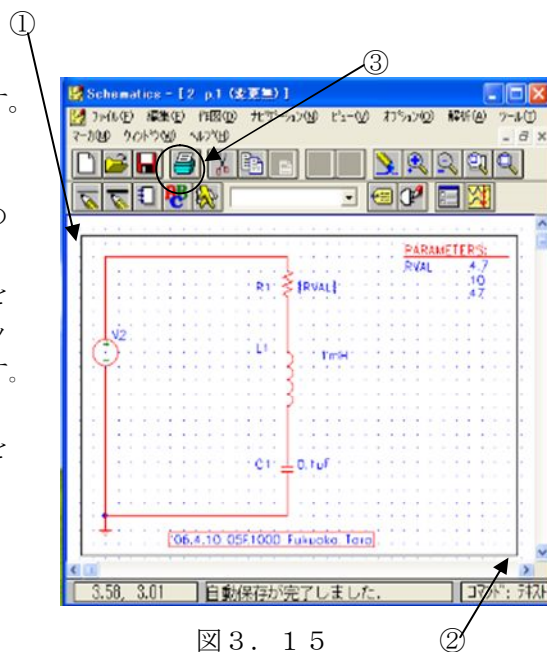 ①
③
す。
の
を
ソ
す。
を
Schematics - [ 2 p.1 (変更無) ]
ファイル(F) 編集(E) 作図(D) ナビゲーション(N) ビュー(V) オプション(O) 解析(A) ツール(T)
マーカ(M) ウィンドウ(W) ヘルプ(H)
PARAMETERS:
RVAL 4.7
10
47
R1 {RVAL}
V2
L1 1mH
C1 0.1uF
'06.4.10 05F1000 Fukuoka Taro
3.58, 3.01 自動保存が完了しました. コマンド: テキスト
図３．１５
②